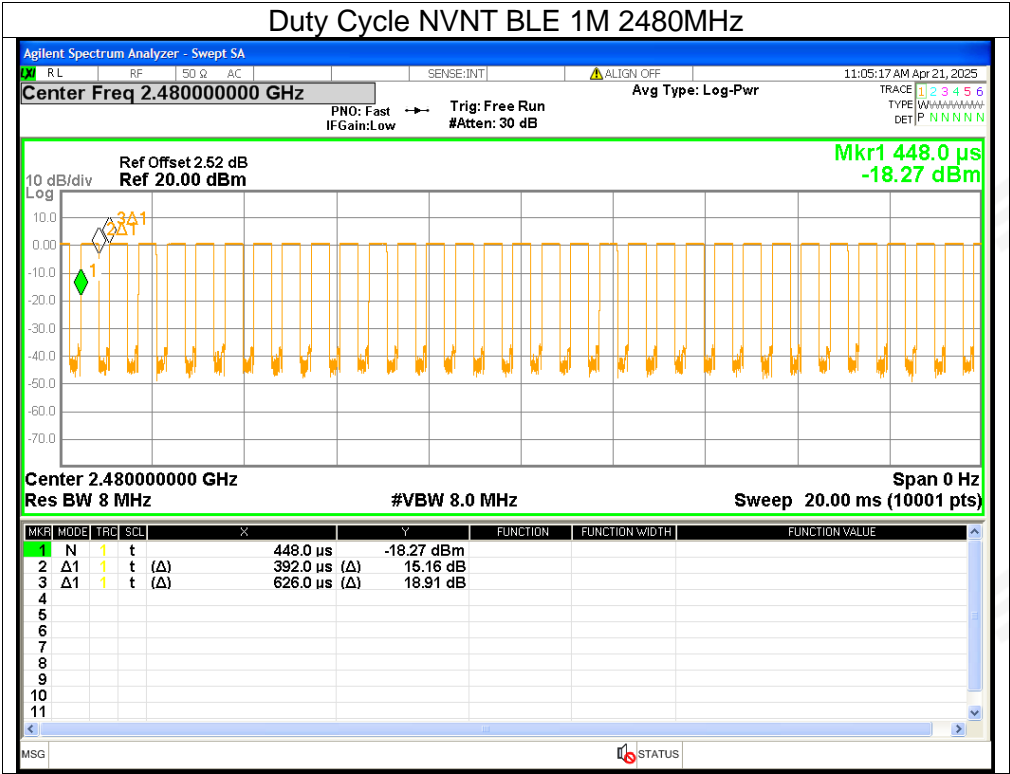 Duty Cycle NVNT BLE 1M 2480MHz
Agilent Spectrum Analyzer - Swept SA
LXI RL RF 50 Ω AC SENSE:INT ALIGN OFF 11:05:17 AM Apr 21, 2025
Center Freq 2.480000000 GHz Avg Type: Log-Pwr TRACE 1 2 3 4 5 6
PNO: Fast Trig: Free Run TYPE WWWWWWW
IFGain:Low #Atten: 30 dB DET P N N N N N
Mkr1 448.0 µs
-18.27 dBm
Ref Offset 2.52 dB
10 dB/div Ref 20.00 dBm
Log
10.0
3Δ1
2Δ1
0.00
1
-10.0
-20.0
-30.0
-40.0
-50.0
-60.0
-70.0
Center 2.480000000 GHz Span 0 Hz
Res BW 8 MHz #VBW 8.0 MHz Sweep 20.00 ms (10001 pts)
MKR MODE TRC SCL X Y FUNCTION FUNCTION WIDTH FUNCTION VALUE
1 N 1 t 448.0 µs -18.27 dBm
2 Δ1 1 t (Δ) 392.0 µs (Δ) 15.16 dB
3 Δ1 1 t (Δ) 626.0 µs (Δ) 18.91 dB
4
5
6
7
8
9
10
11
MSG STATUS